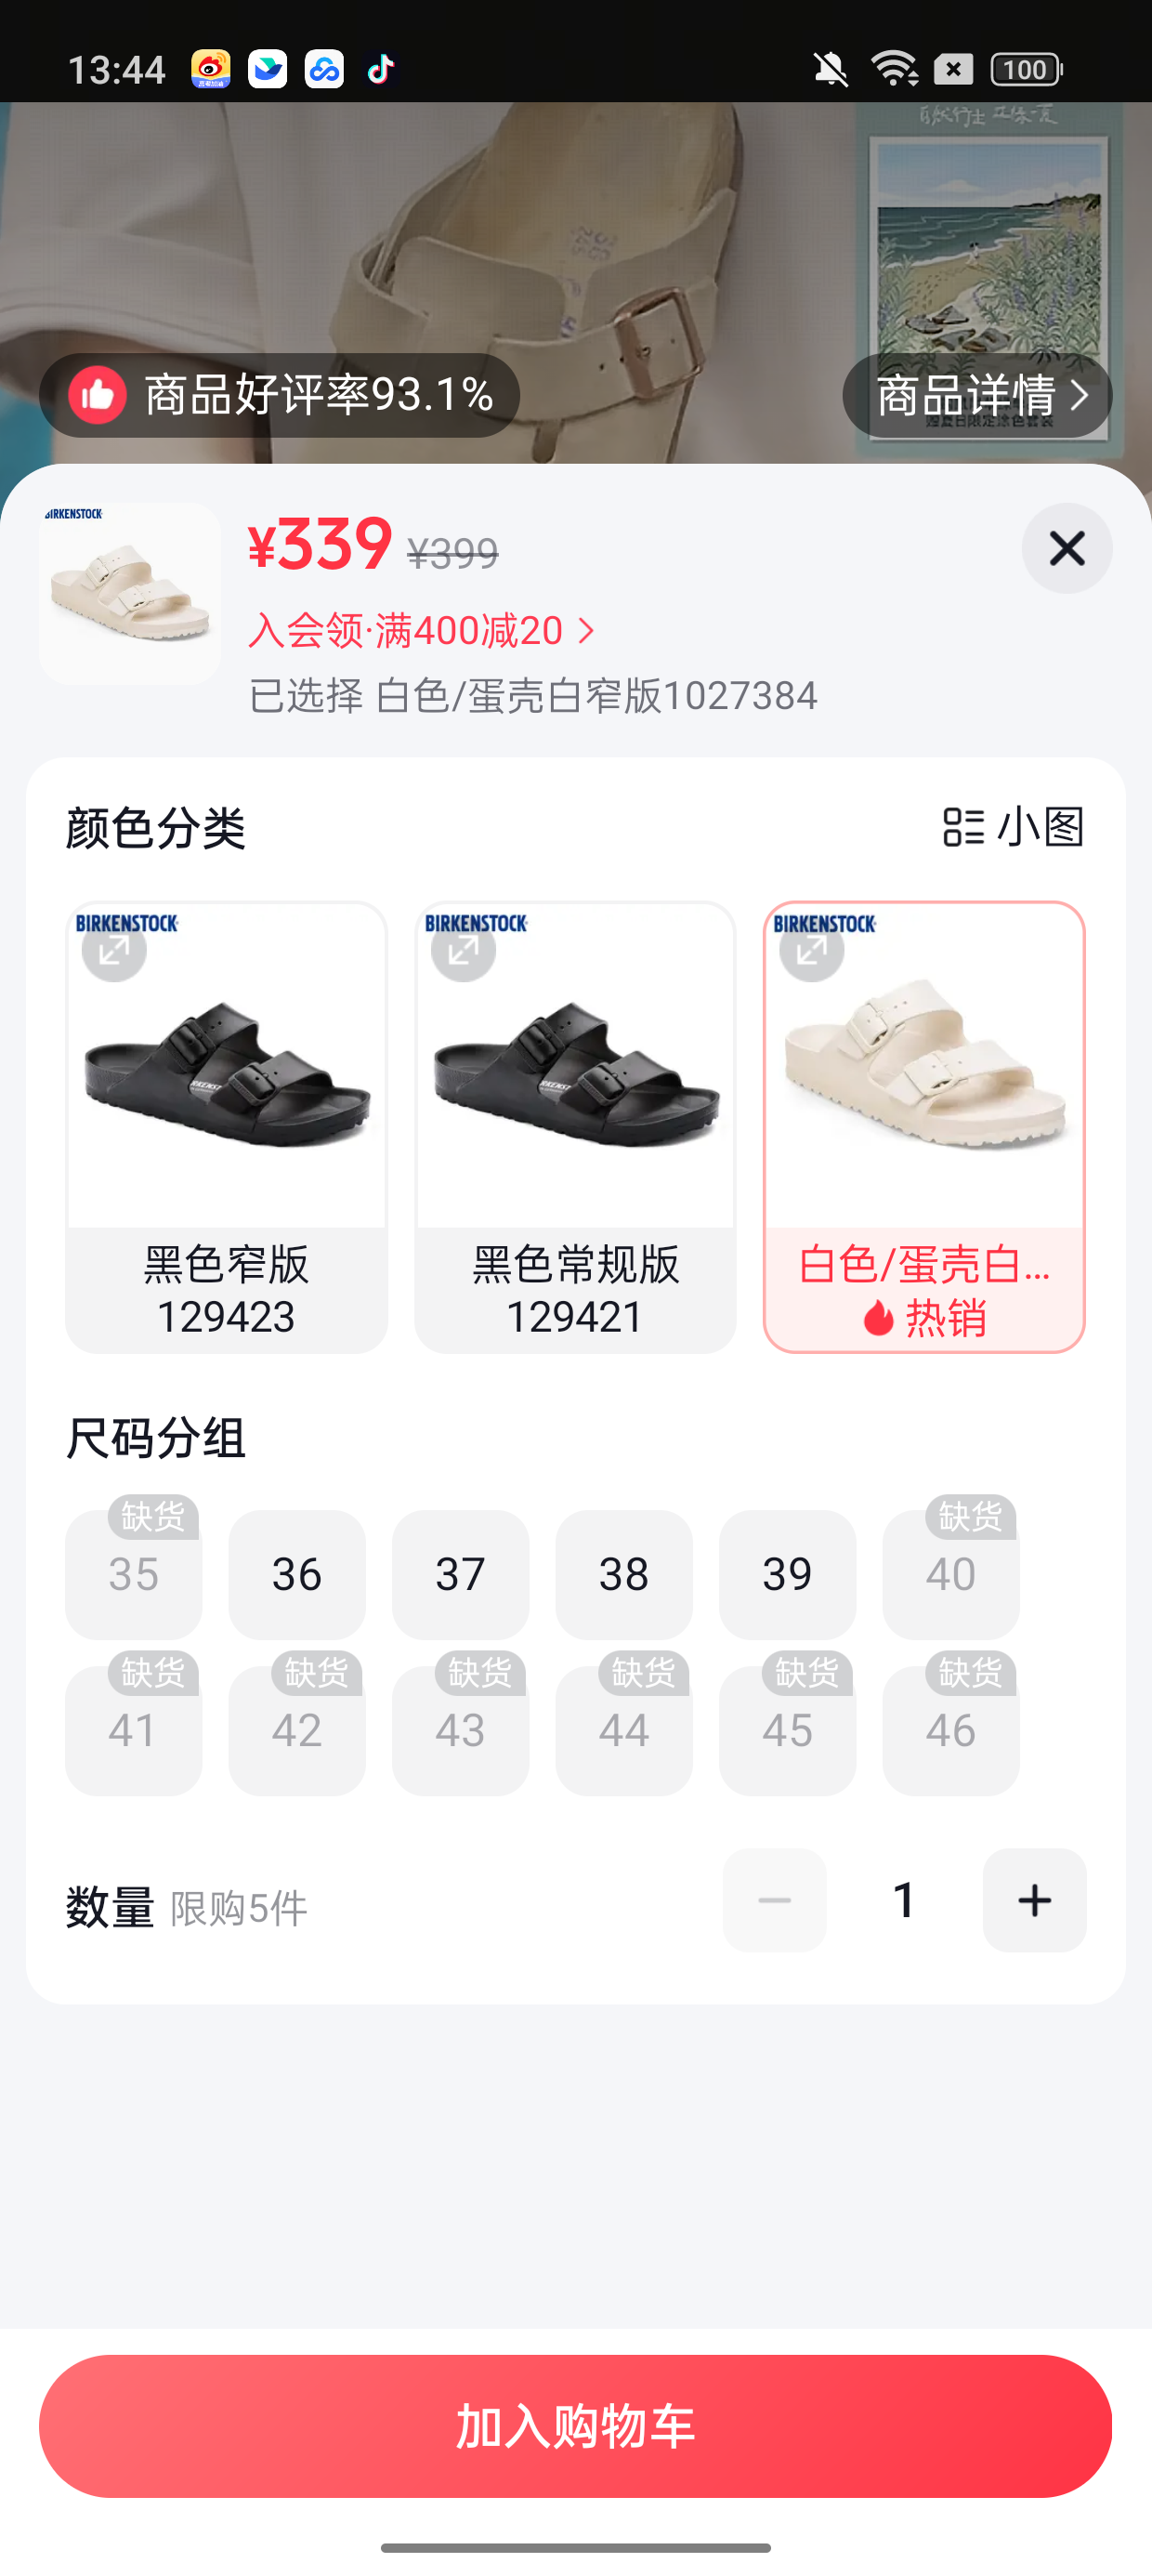 13:44
100
商品好评率93.1%
商品详情
BIRKENSTOCK
¥339 ¥399
入会领·满400减20
已选择 白色/蛋壳白窄版1027384
颜色分类
小图
BIRKENSTOCK
BIRKENSTOCK
BIRKENSTOCK
黑色窄版
129423
黑色常规版
129421
白色/蛋壳白...
热销
尺码分组
缺货
缺货
35 36 37 38 39 40
缺货 缺货 缺货 缺货 缺货 缺货
41 42 43 44 45 46
数量 限购5件
1
加入购物车